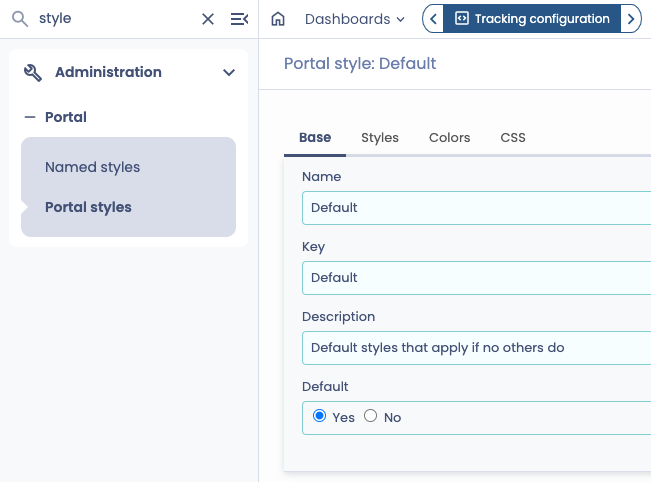 style
Dashboards
Tracking configuration
Administration
Portal
Named styles
Portal styles
Portal style: Default
Base Styles Colors CSS
Name
Default
Key
Default
Description
Default styles that apply if no others do
Default
Yes No